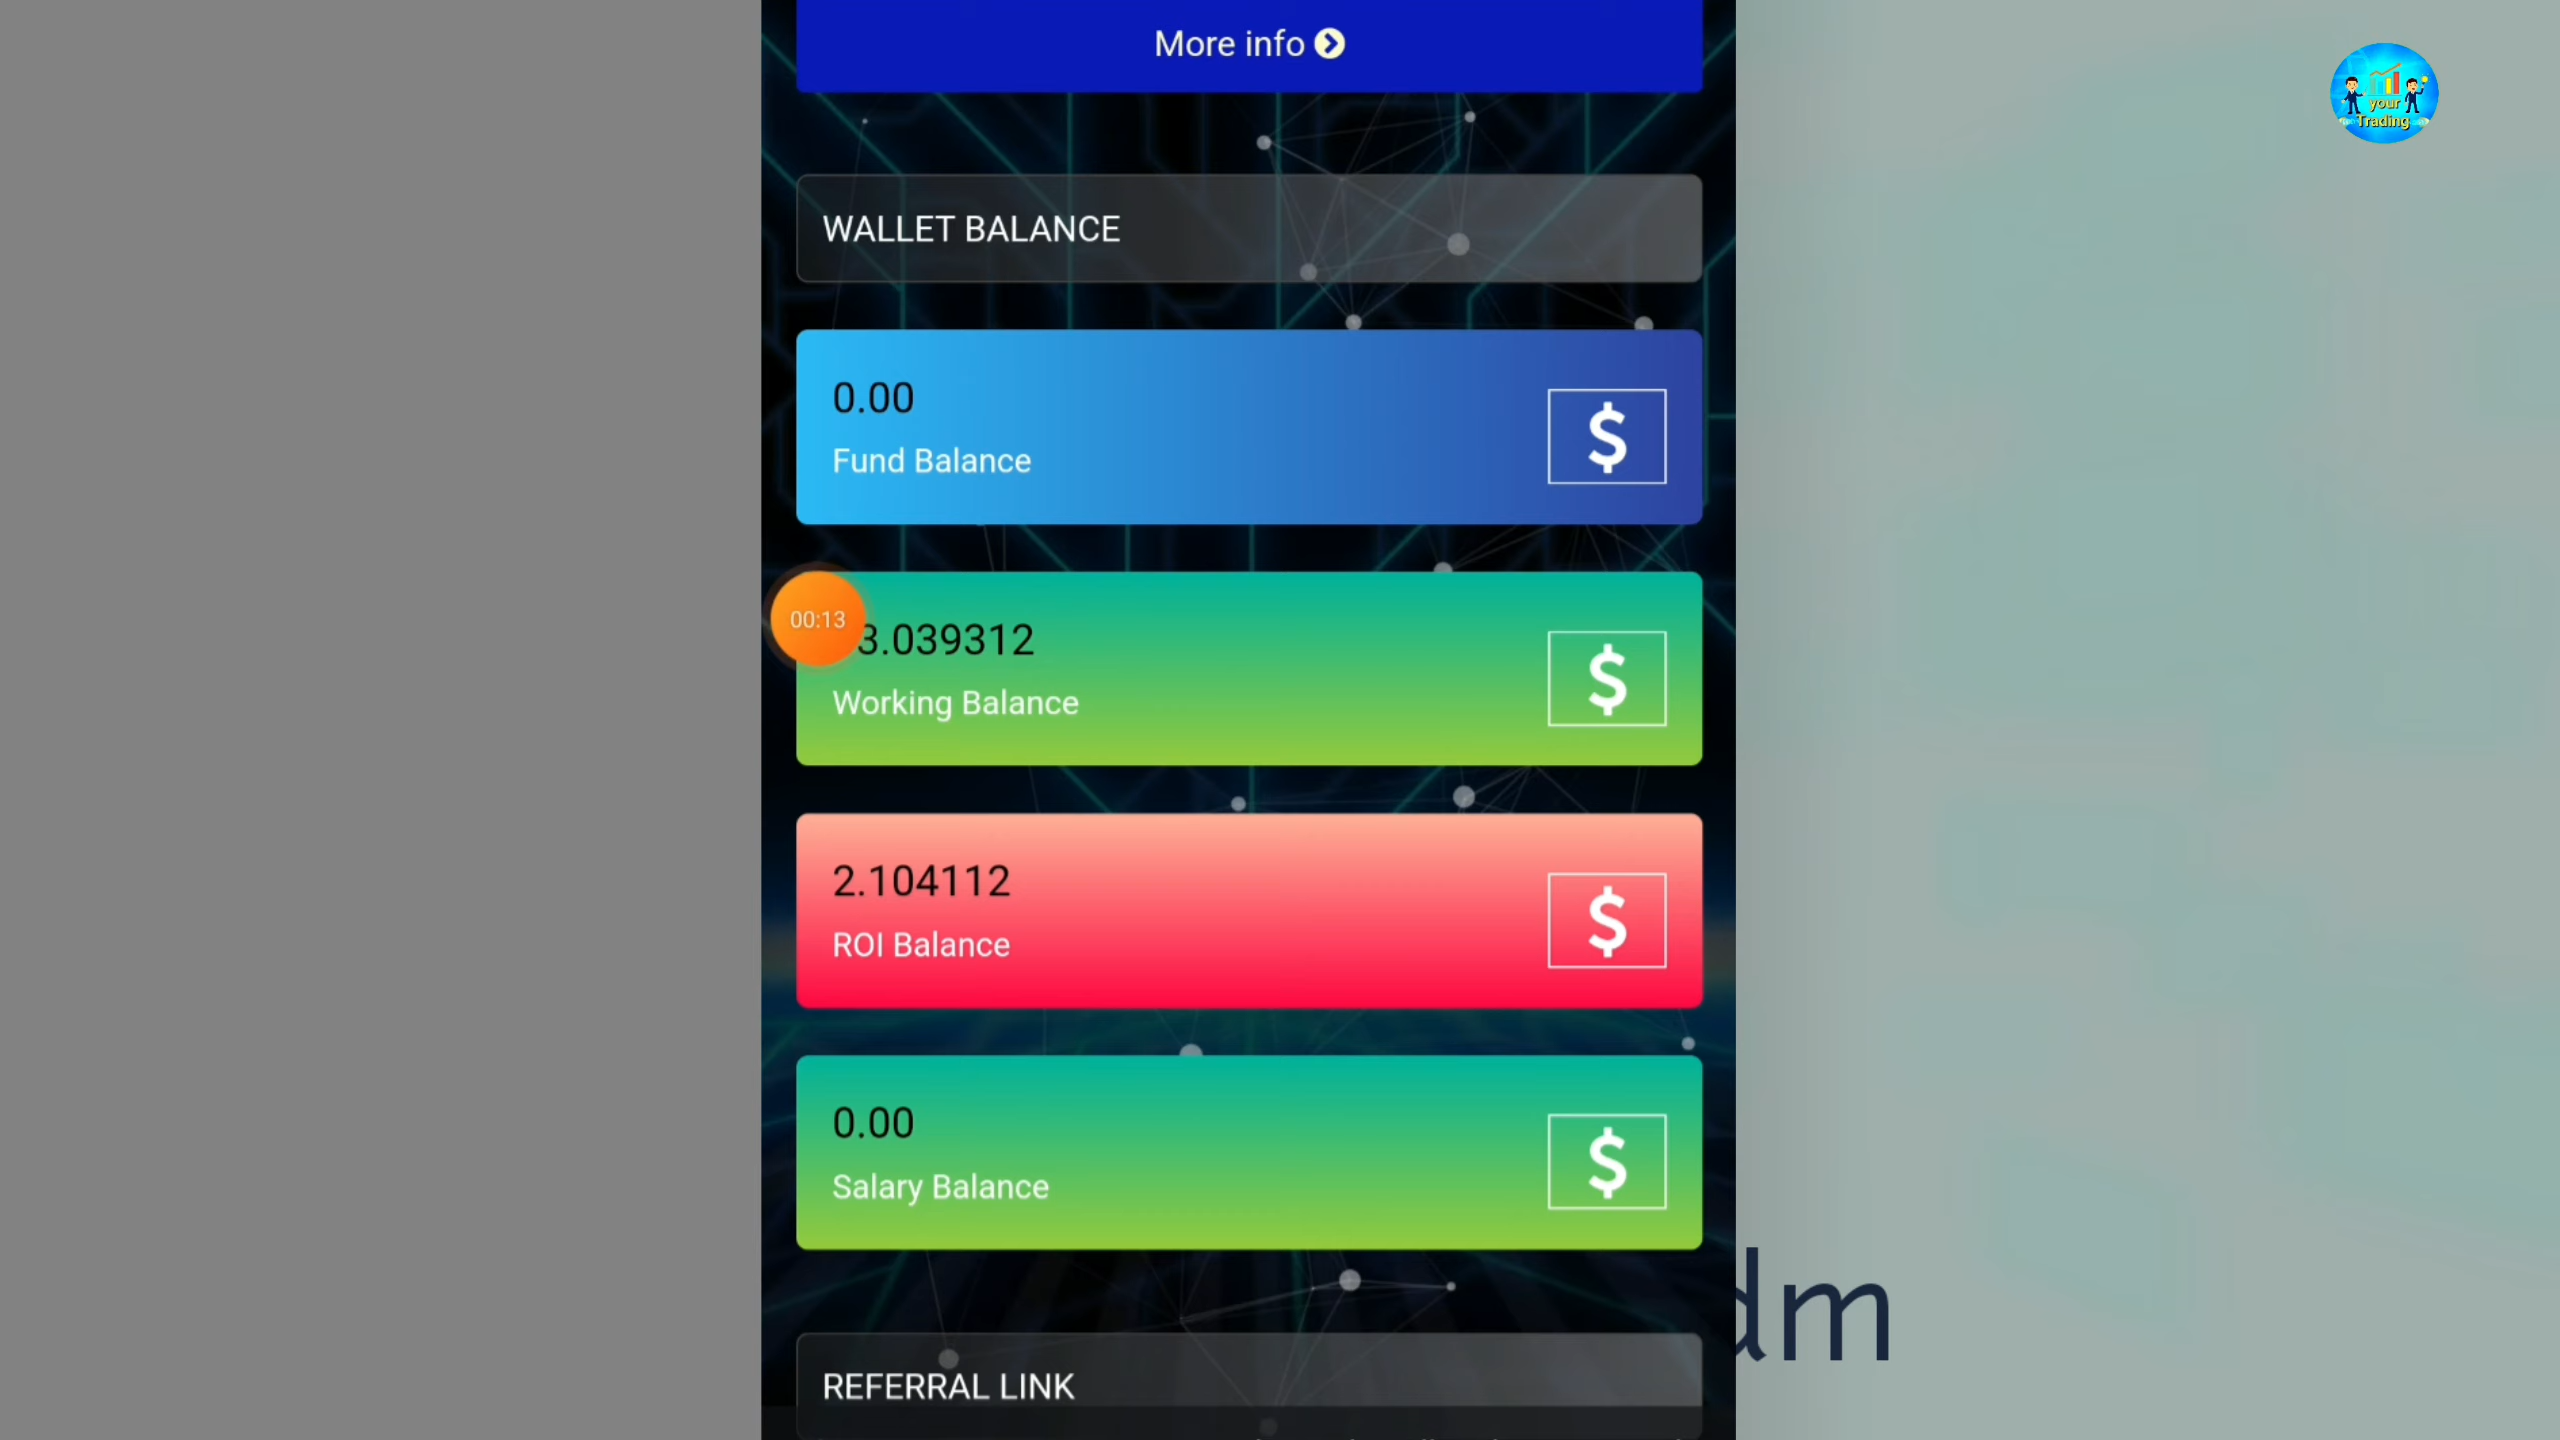 More info
your
Trading
WALLET BALANCE
0.00
Fund Balance
00:13
3.039312
Working Balance
2.104112
ROI Balance
0.00
Salary Balance
dm
REFERRAL LINK